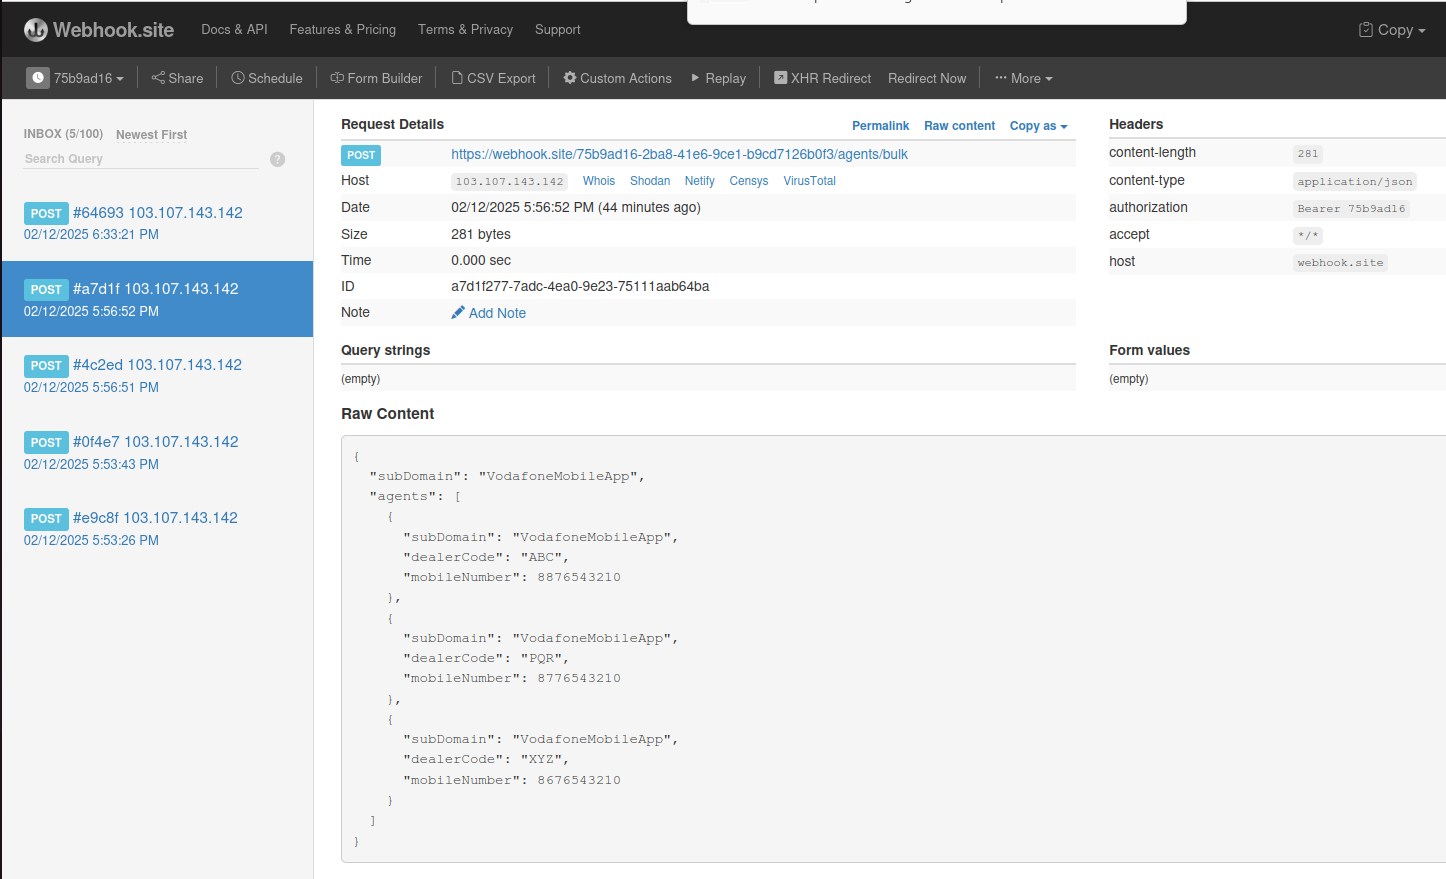 Webhook.site Docs & API Features & Pricing Terms & Privacy Support Copy
75b9ad16 Share Schedule Form Builder CSV Export Custom Actions Replay XHR Redirect Redirect Now More
INBOX (5/100) Newest First
Search Query ?
POST #64693 103.107.143.142
02/12/2025 6:33:21 PM
POST #a7d1f 103.107.143.142
02/12/2025 5:56:52 PM
POST #4c2ed 103.107.143.142
02/12/2025 5:56:51 PM
POST #0f4e7 103.107.143.142
02/12/2025 5:53:43 PM
POST #e9c8f 103.107.143.142
02/12/2025 5:53:26 PM
Request Details Permalink Raw content Copy as
POST https://webhook.site/75b9ad16-2ba8-41e6-9ce1-b9cd7126b0f3/agents/bulk
Host 103.107.143.142 Whois Shodan Netify Censys VirusTotal
Date 02/12/2025 5:56:52 PM (44 minutes ago)
Size 281 bytes
Time 0.000 sec
ID a7d1f277-7adc-4ea0-9e23-75111aab64ba
Note Add Note
Headers
content-length 281
content-type application/json
authorization Bearer 75b9ad16
accept */*
host webhook.site
Query strings
(empty)
Form values
(empty)
Raw Content
{
"subDomain": "VodafoneMobileApp",
"agents": [
{
"subDomain": "VodafoneMobileApp",
"dealerCode": "ABC",
"mobileNumber": 8876543210
},
{
"subDomain": "VodafoneMobileApp",
"dealerCode": "PQR",
"mobileNumber": 8776543210
},
{
"subDomain": "VodafoneMobileApp",
"dealerCode": "XYZ",
"mobileNumber": 8676543210
}
]
}